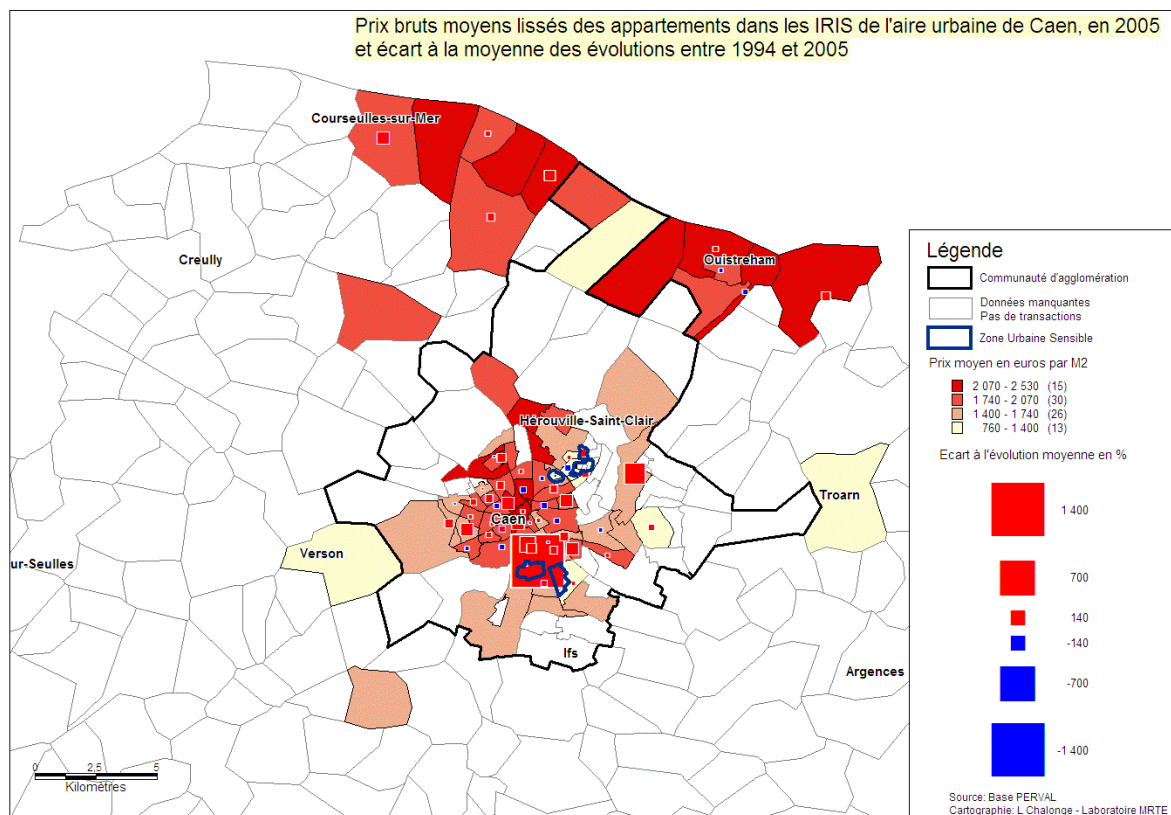 Prix bruts moyens lissés des appartements dans les IRIS de l'aire urbaine de Caen, en 2005
et écart à la moyenne des évolutions entre 1994 et 2005
Courseulles-sur-Mer
Creully
Ouistreham
Hérouville-Saint-Clair
Troarn
Caen
Verson
ur-Seulles
Ifs
Argences
0 2,5 5
Kilomètres
Légende
Communauté d'agglomération
Données manquantes
Pas de transactions
Zone Urbaine Sensible
Prix moyen en euros par M2
2 070 - 2 530 (15)
1 740 - 2 070 (30)
1 400 - 1 740 (26)
760 - 1 400 (13)
Ecart à l'évolution moyenne en %
1 400
700
140
-140
-700
-1 400
Source: Base PERVAL
Cartographie: L Chalonge - Laboratoire MRTE